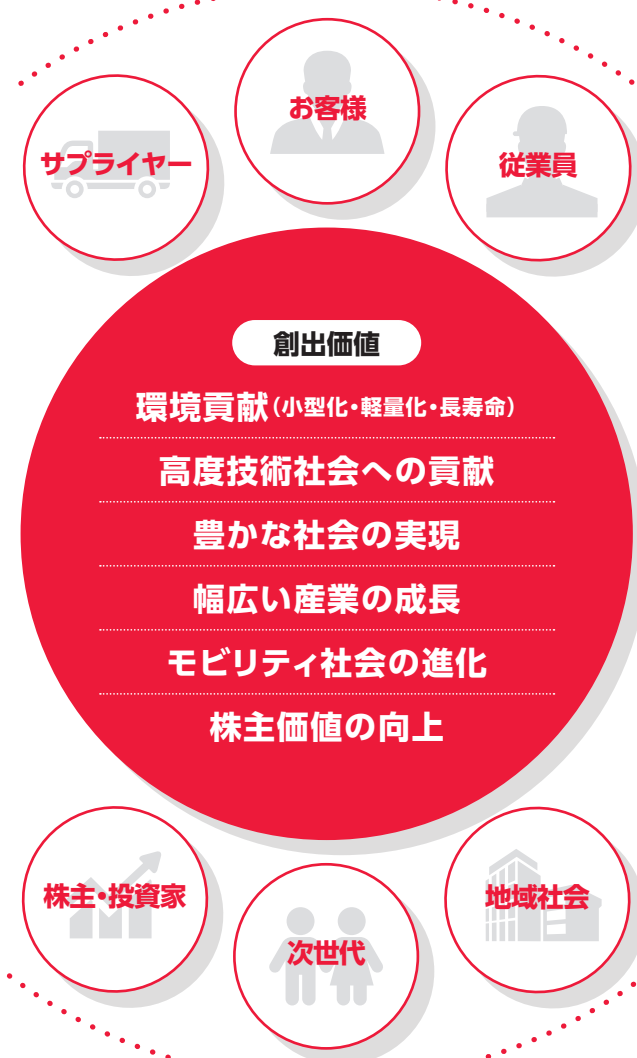 お客様
サプライヤー
従業員
創出価値
環境貢献(小型化・軽量化・長寿命)
高度技術社会への貢献
豊かな社会の実現
幅広い産業の成長
モビリティ社会の進化
株主価値の向上
株主・投資家
地域社会
次世代